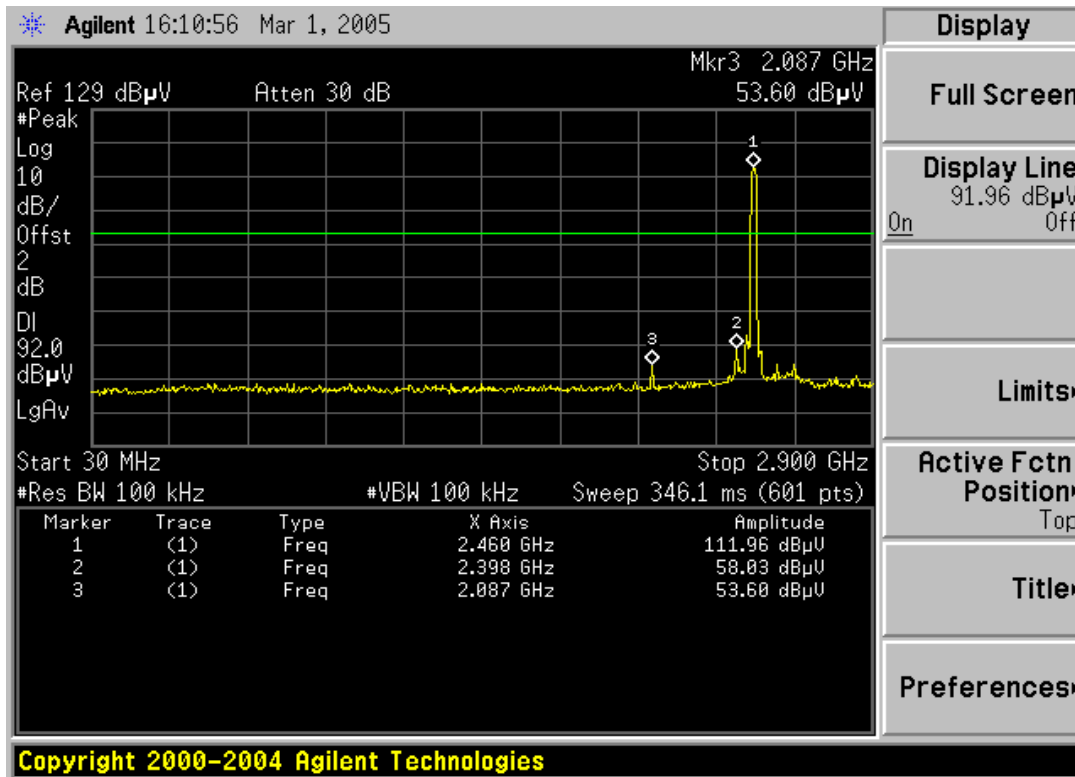 Agilent 16:10:56 Mar 1, 2005
Display
Mkr3 2.087 GHz
Ref 129 dBµV Atten 30 dB 53.60 dBµV
#Peak
Log
10
dB/
Offst
2
dB
DI
92.0
dBµV
LgAv
1
2
3
Start 30 MHz Stop 2.900 GHz
#Res BW 100 kHz #VBW 100 kHz Sweep 346.1 ms (601 pts)
Marker Trace Type X Axis Amplitude
1 (1) Freq 2.460 GHz 111.96 dBµV
2 (1) Freq 2.398 GHz 58.03 dBµV
3 (1) Freq 2.087 GHz 53.60 dBµV
Full Screen
Display Line
91.96 dBµV
On Off
Limits
Active Fctn
Position
Top
Title
Preferences
Copyright 2000-2004 Agilent Technologies